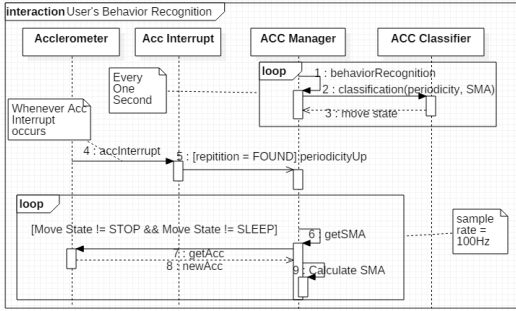 interaction User's Behavior Recognition
Acclerometer
Acc Interrupt
ACC Manager
ACC Classifier
loop
Every
One
Second
1 : behaviorRecognition
2 : classification(periodicity, SMA)
3 : move state
Whenever Acc
Interrupt
occurs
4 : accInterrupt
5 : [repitition = FOUND] periodicityUp
loop
[Move State != STOP && Move State != SLEEP]
6 : getSMA
sample
rate =
100Hz
7 : getAcc
8 : newAcc
9 : Calculate SMA